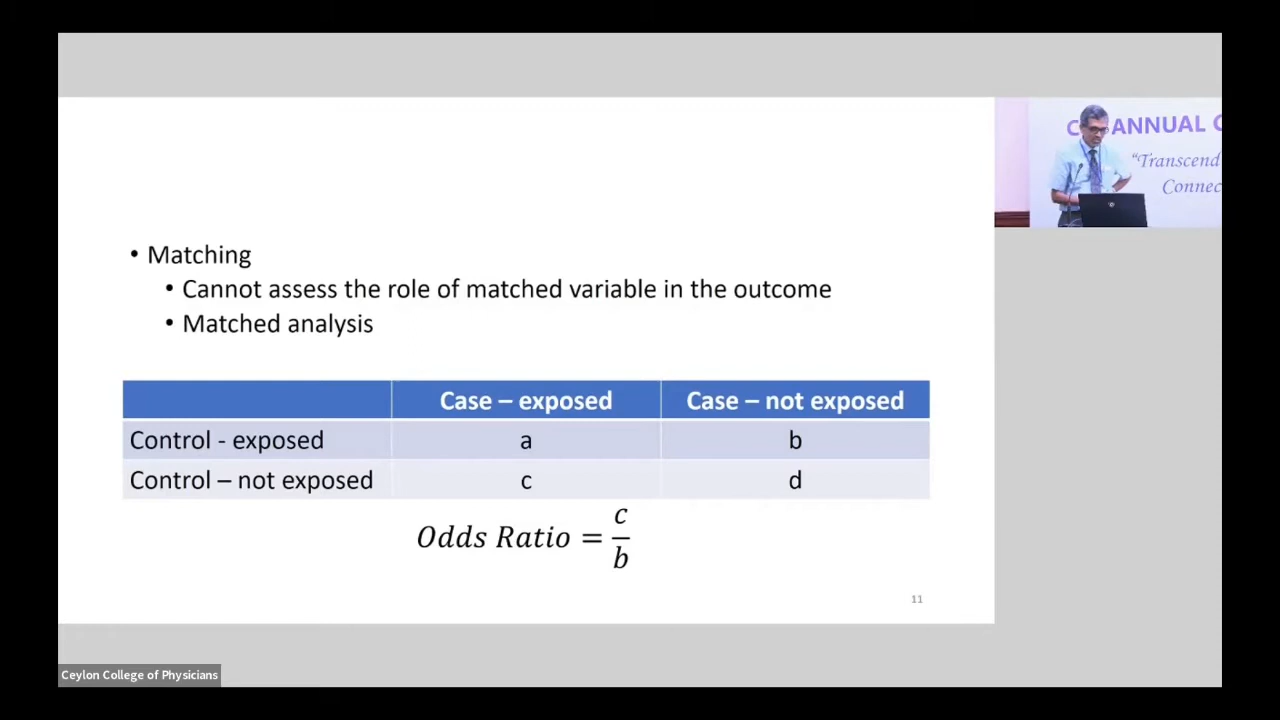 • Matching
• Cannot assess the role of matched variable in the outcome
• Matched analysis
Case – exposed Case – not exposed
Control - exposed a b
Control – not exposed c d
Odds Ratio = c/b
11
ANNUAL
“Transcend
Connec
Ceylon College of Physicians